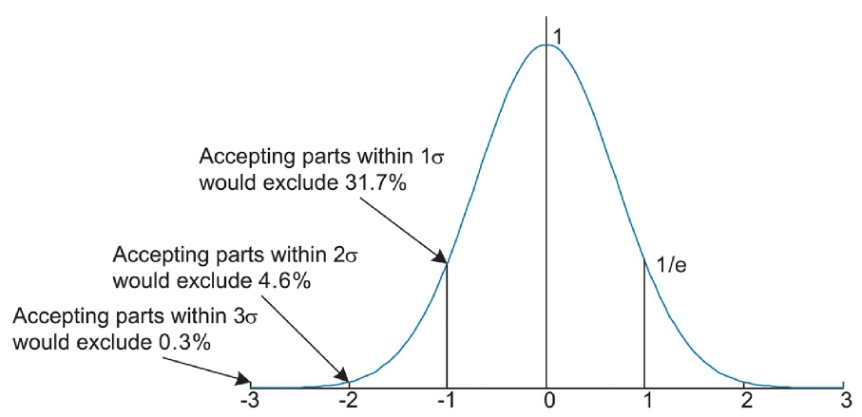 1
Accepting parts within 1σ
would exclude 31.7%
Accepting parts within 2σ
would exclude 4.6%
1/e
Accepting parts within 3σ
would exclude 0.3%
-3 -2 -1 0 1 2 3